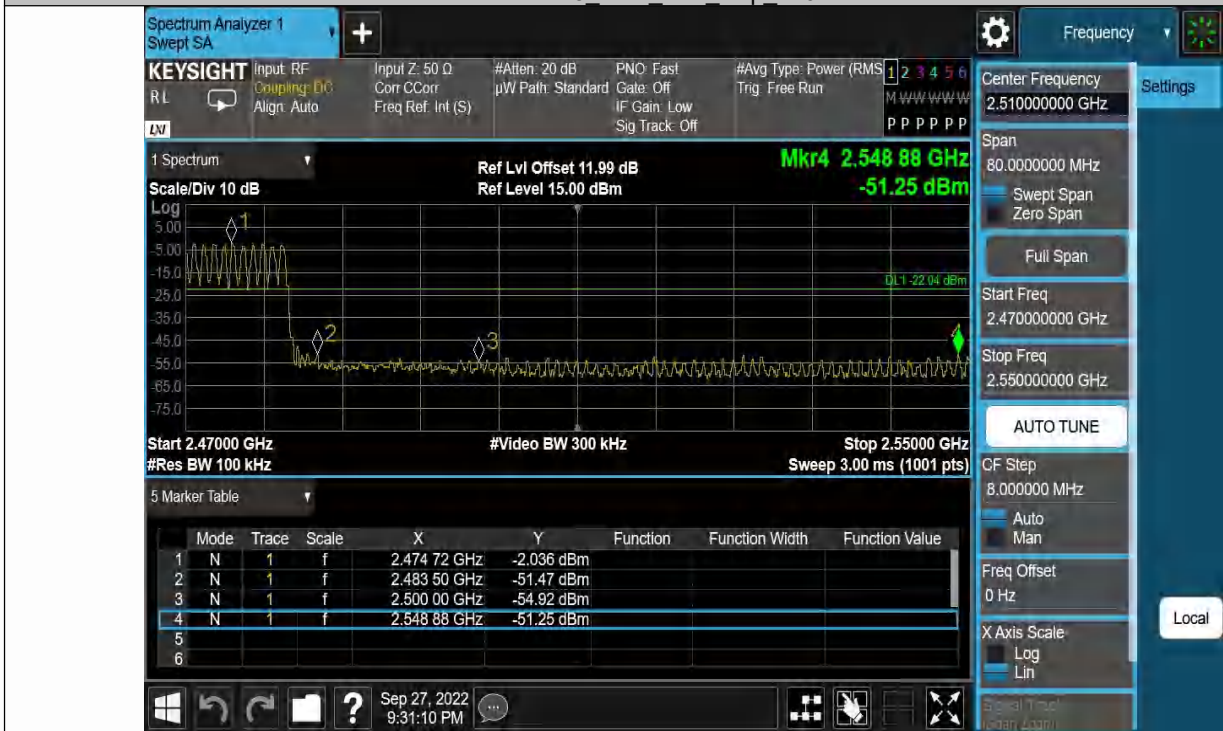 Spectrum Analyzer 1
Swept SA
+
Frequency
KEYSIGHT
RL
LXI
Input: RF
Coupling: DC
Align: Auto
Input Z: 50 Ω
Corr CCorr
Freq Ref: Int (S)
#Atten: 20 dB
µW Path: Standard
PNO: Fast
Gate: Off
IF Gain: Low
Sig Track: Off
#Avg Type: Power (RMS
Trig: Free Run
1 2 3 4 5 6
M W W W W W
P P P P P P
1 Spectrum
Scale/Div 10 dB
Ref Lvl Offset 11.99 dB
Ref Level 15.00 dBm
Mkr4 2.548 88 GHz
-51.25 dBm
Log
5.00
-5.00
-15.0
-25.0
-35.0
-45.0
-55.0
-65.0
-75.0
1
2
3
DL1 -22.04 dBm
Start 2.47000 GHz
#Video BW 300 kHz
Stop 2.55000 GHz
#Res BW 100 kHz
Sweep 3.00 ms (1001 pts)
5 Marker Table
Mode Trace Scale X Y Function Function Width Function Value
1 N 1 f 2.474 72 GHz -2.036 dBm
2 N 1 f 2.483 50 GHz -51.47 dBm
3 N 1 f 2.500 00 GHz -54.92 dBm
4 N 1 f 2.548 88 GHz -51.25 dBm
5
6
Sep 27, 2022
9:31:10 PM
?
Center Frequency
2.510000000 GHz
Settings
Span
80.0000000 MHz
Swept Span
Zero Span
Full Span
Start Freq
2.470000000 GHz
Stop Freq
2.550000000 GHz
AUTO TUNE
CF Step
8.000000 MHz
Auto
Man
Freq Offset
0 Hz
X Axis Scale
Log
Lin
Local